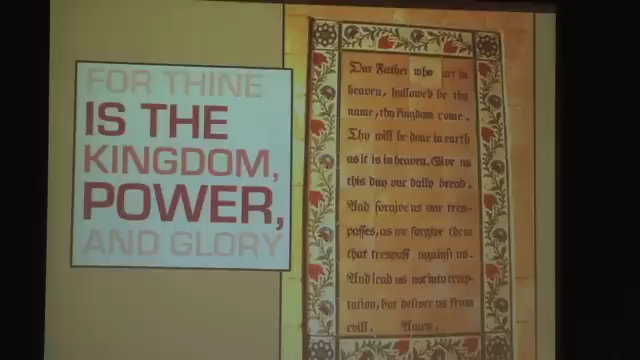 FOR THINE
IS THE
KINGDOM,
POWER,
AND GLORY
Our Father who art in
heaven, hallowed be thy
name, thy kingdom come.
Thy will be done in earth
as it is in heaven. Give us
this day our daily bread.
And forgive us our tres-
passes, as we forgive them
that trespass against us.
And lead us not into temp-
tation, but deliver us from
evill. Amen.